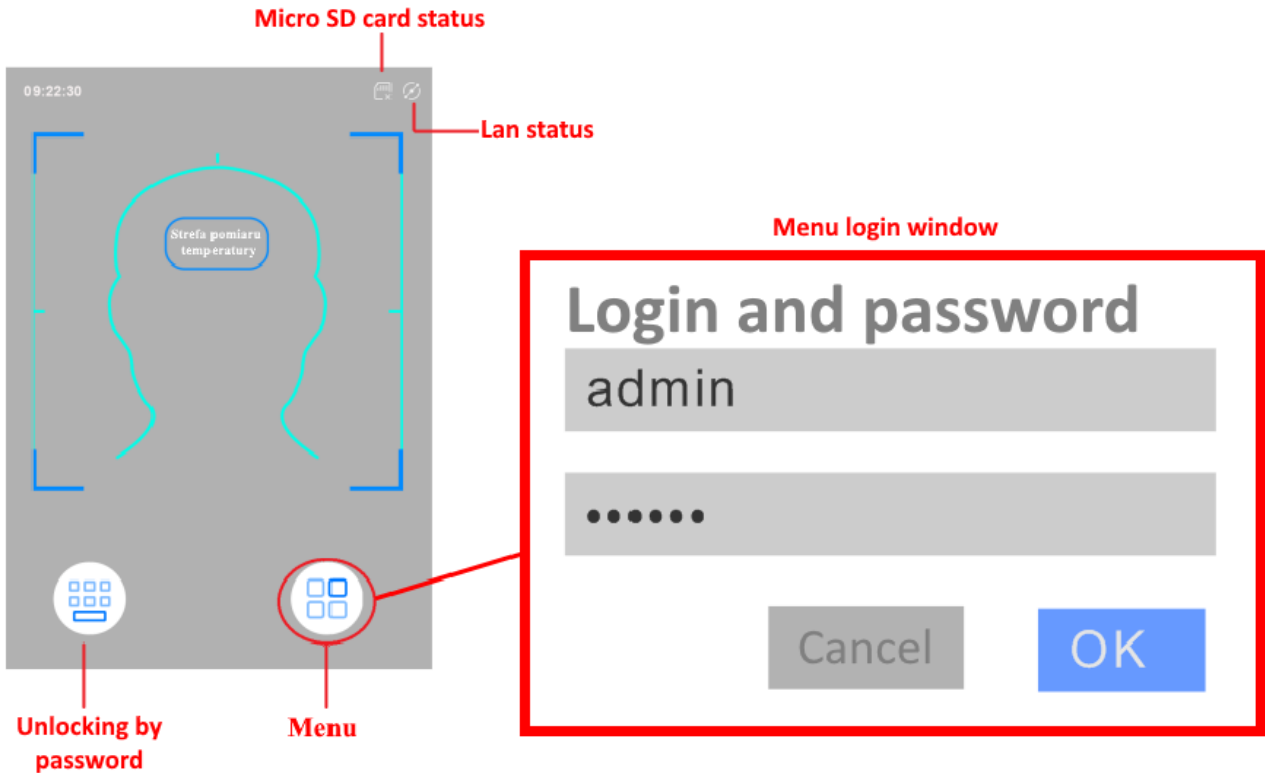 Micro SD card status
09:22:30
Lan status
Strefa pomiaru
temperatury
Menu login window
Login and password
admin
••••••
Cancel
OK
Unlocking by
password
Menu